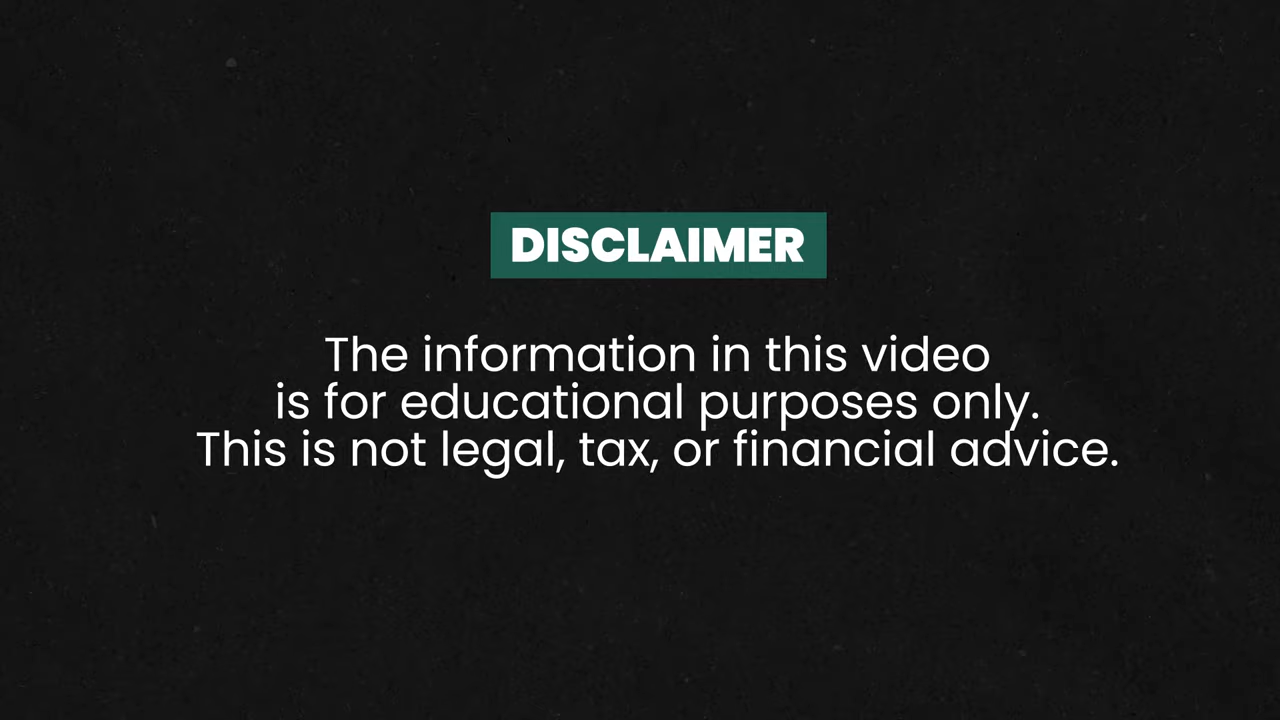 DISCLAIMER
The information in this video
is for educational purposes only.
This is not legal, tax, or financial advice.